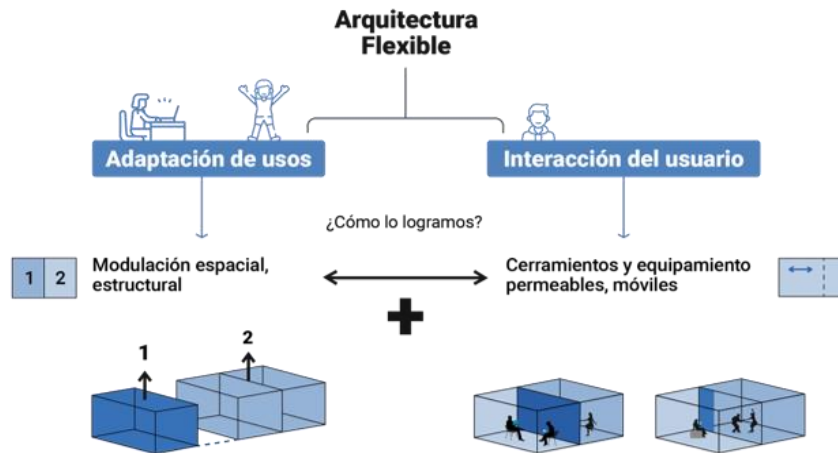 Arquitectura
Flexible
Adaptación de usos
Interacción del usuario
¿Cómo lo logramos?
1 2
Modulación espacial,
estructural
Cerramientos y equipamiento
permeables, móviles
1
2